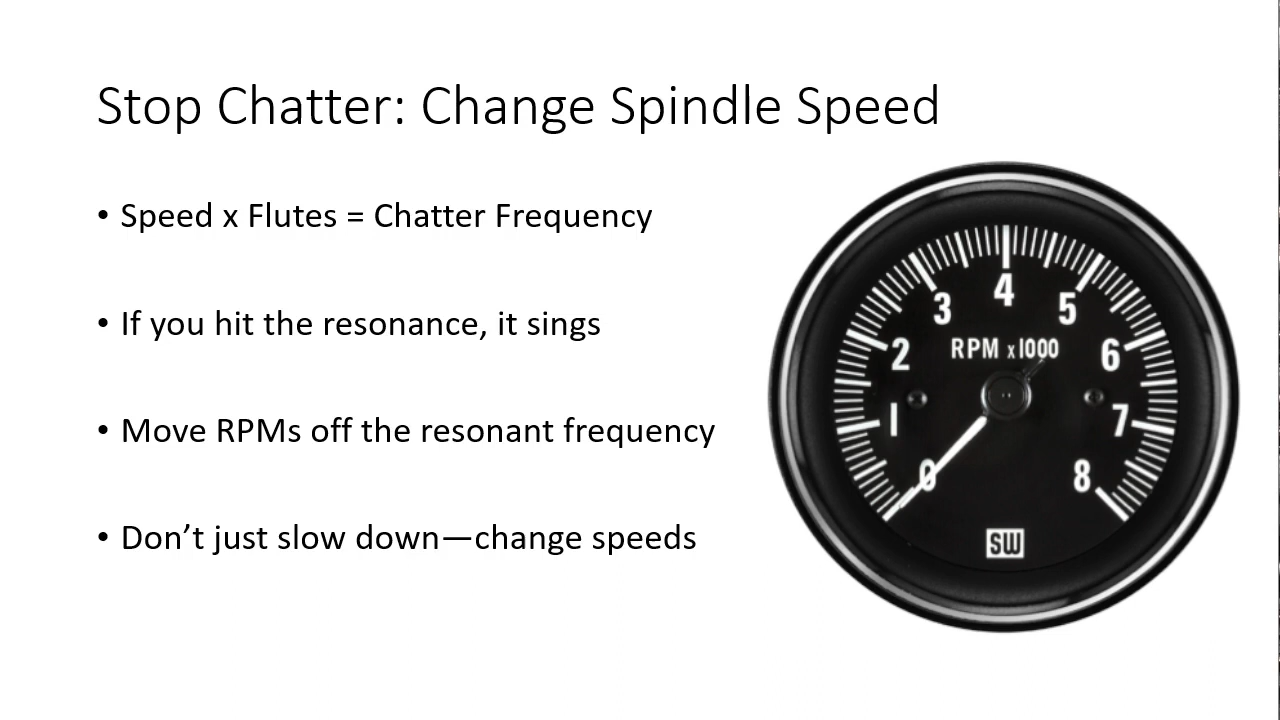 Stop Chatter: Change Spindle Speed
• Speed x Flutes = Chatter Frequency
• If you hit the resonance, it sings
• Move RPMs off the resonant frequency
• Don’t just slow down—change speeds
4
3 5
RPM x1000
2 6
1 7
0 8
SW